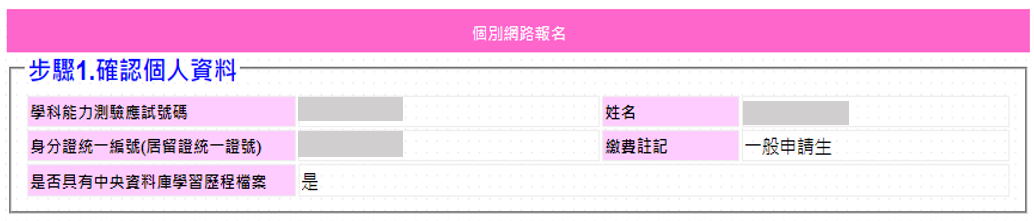 個別網路報名
步驟1.確認個人資料
學科能力測驗應試號碼
姓名
身分證統一編號(居留證統一證號)
繳費註記
一般申請生
是否具有中央資料庫學習歷程檔案
是